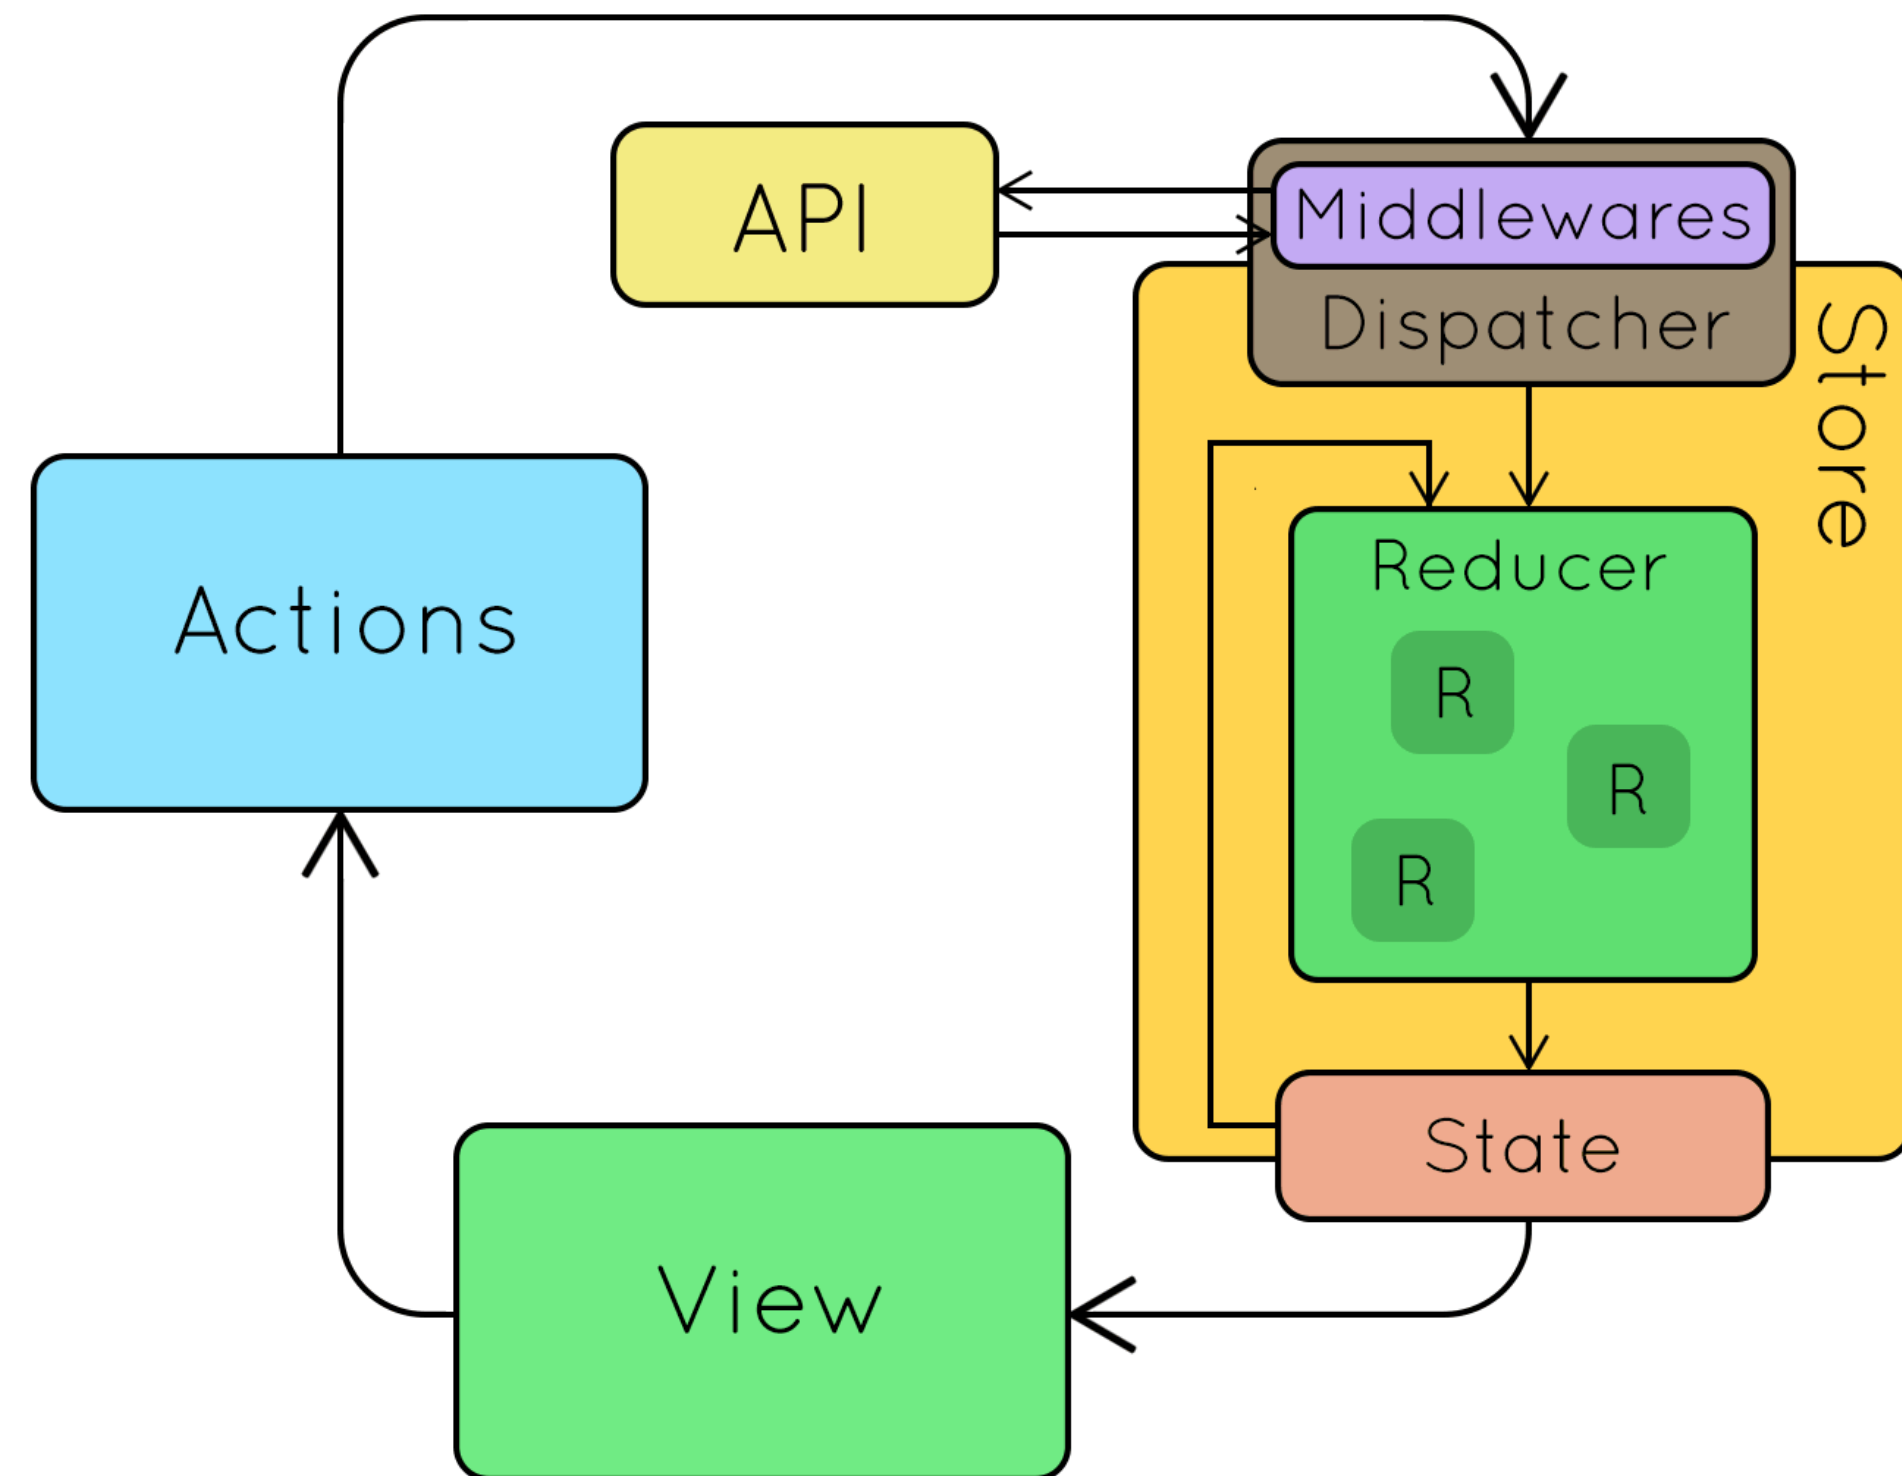 API
Middlewares
Dispatcher
Store
Actions
Reducer
R
R
R
State
View